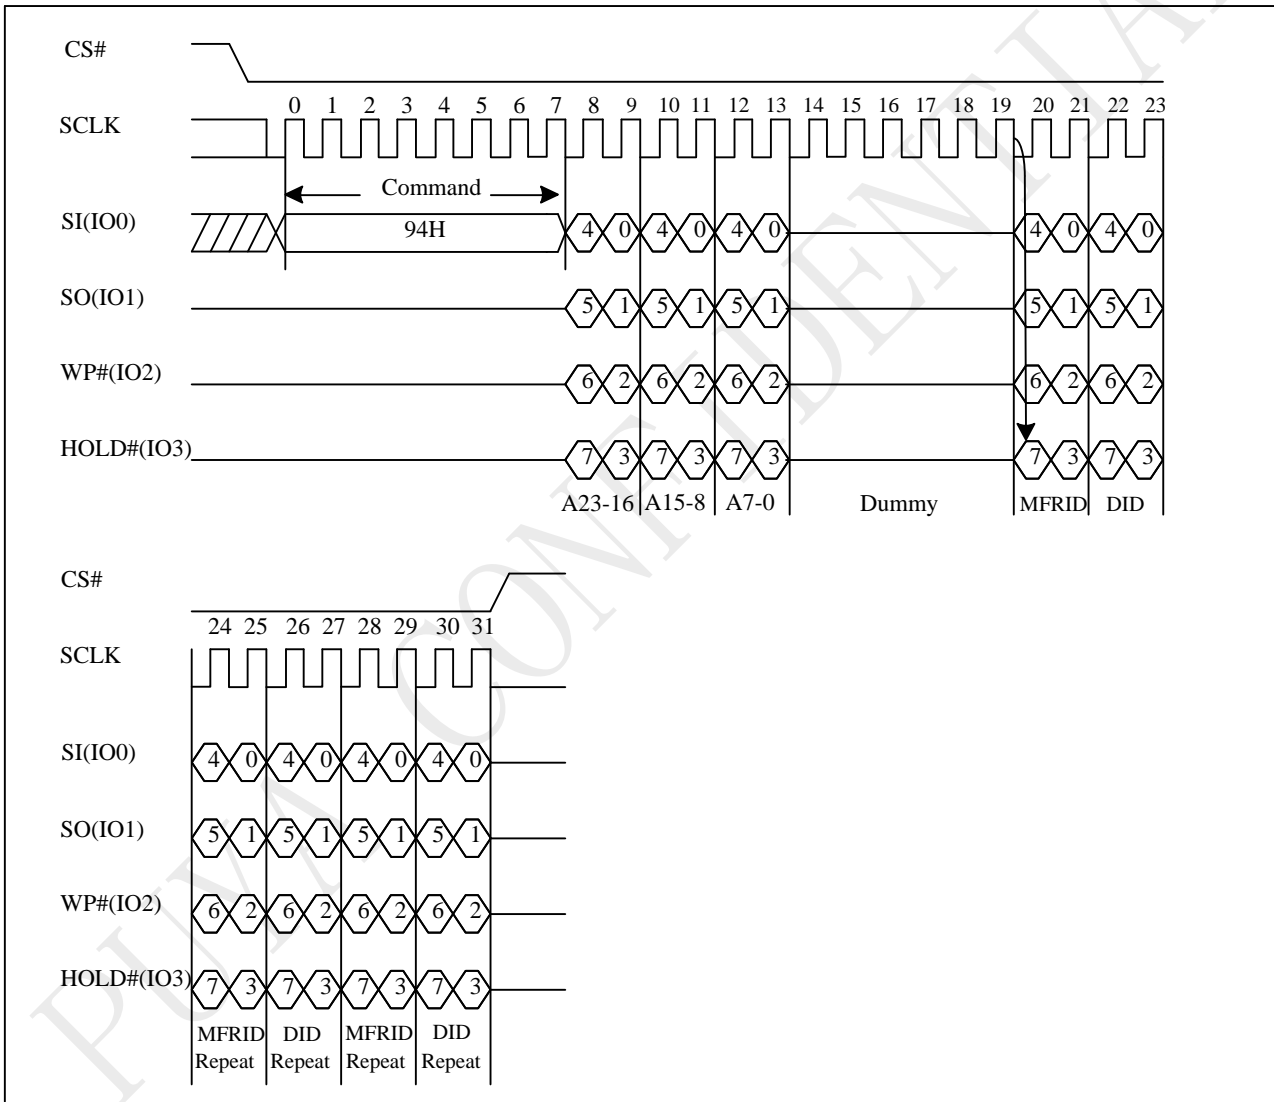 CS#
0 1 2 3 4 5 6 7 8 9 10 11 12 13 14 15 16 17 18 19 20 21 22 23
SCLK
Command
SI(IO0) 94H 4 0 4 0 4 0 4 0 4 0
SO(IO1) 5 1 5 1 5 1 5 1 5 1
WP#(IO2) 6 2 6 2 6 2 6 2 6 2
HOLD#(IO3) 7 3 7 3 7 3 7 3 7 3
A23-16 A15-8 A7-0 Dummy MFRID DID
CS#
24 25 26 27 28 29 30 31
SCLK
SI(IO0) 4 0 4 0 4 0 4 0
SO(IO1) 5 1 5 1 5 1 5 1
WP#(IO2) 6 2 6 2 6 2 6 2
HOLD#(IO3) 7 3 7 3 7 3 7 3
MFRID DID MFRID DID
Repeat Repeat Repeat Repeat
PUYA CONFIDENTIAL